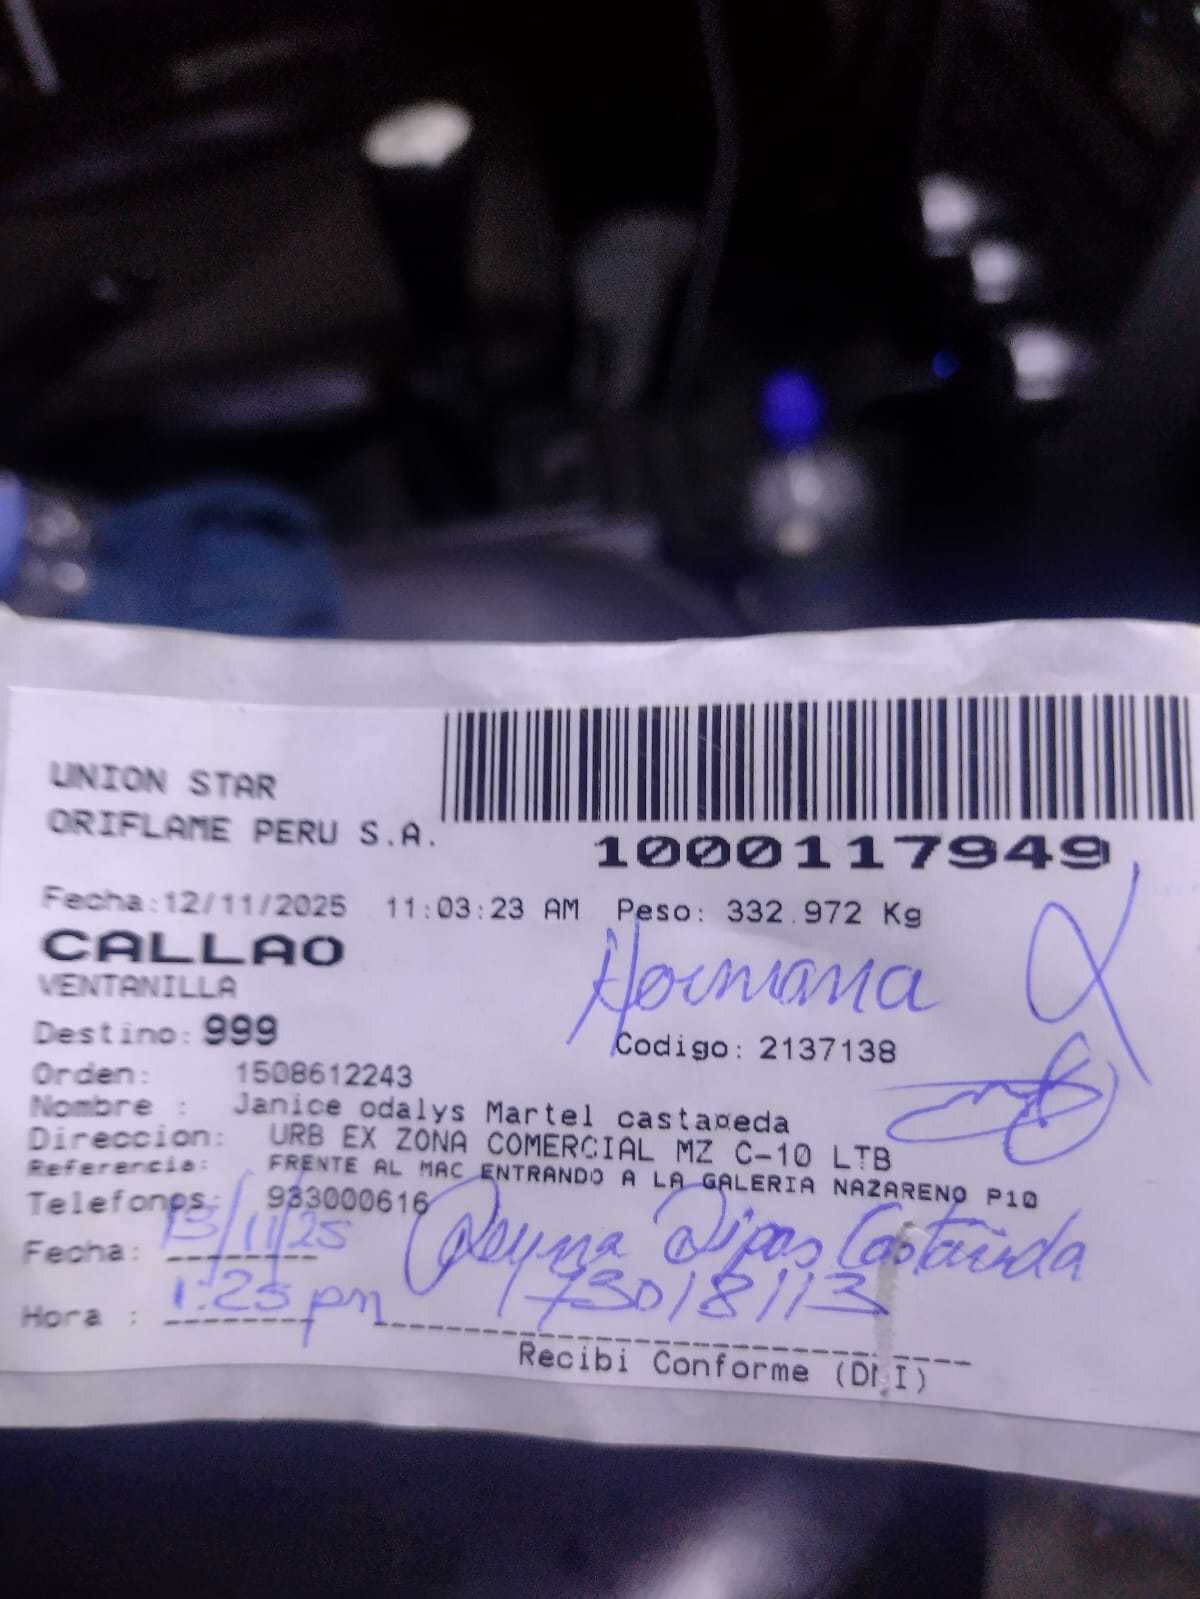 UNION STAR
ORIFLAME PERU S.A.
1000117949
Fecha:12/11/2025 11:03:23 AM Peso: 332.972 Kg
CALLAO
Hermana
VENTANILLA
Destino: 999
Codigo: 2137138
Orden: 1508612243
Nombre : Janice odalys Martel castaneda
Direccion: URB EX ZONA COMERCIAL MZ C-10 LTB
Referencia: FRENTE AL MAC ENTRANDO A LA GALERIA NAZARENO P10
Telefonos: 933000616
Fecha: 13/11/25 Reyna Dipas Castañeda
Hora : 1:25 pm 73018113
Recibi Conforme (DNI)